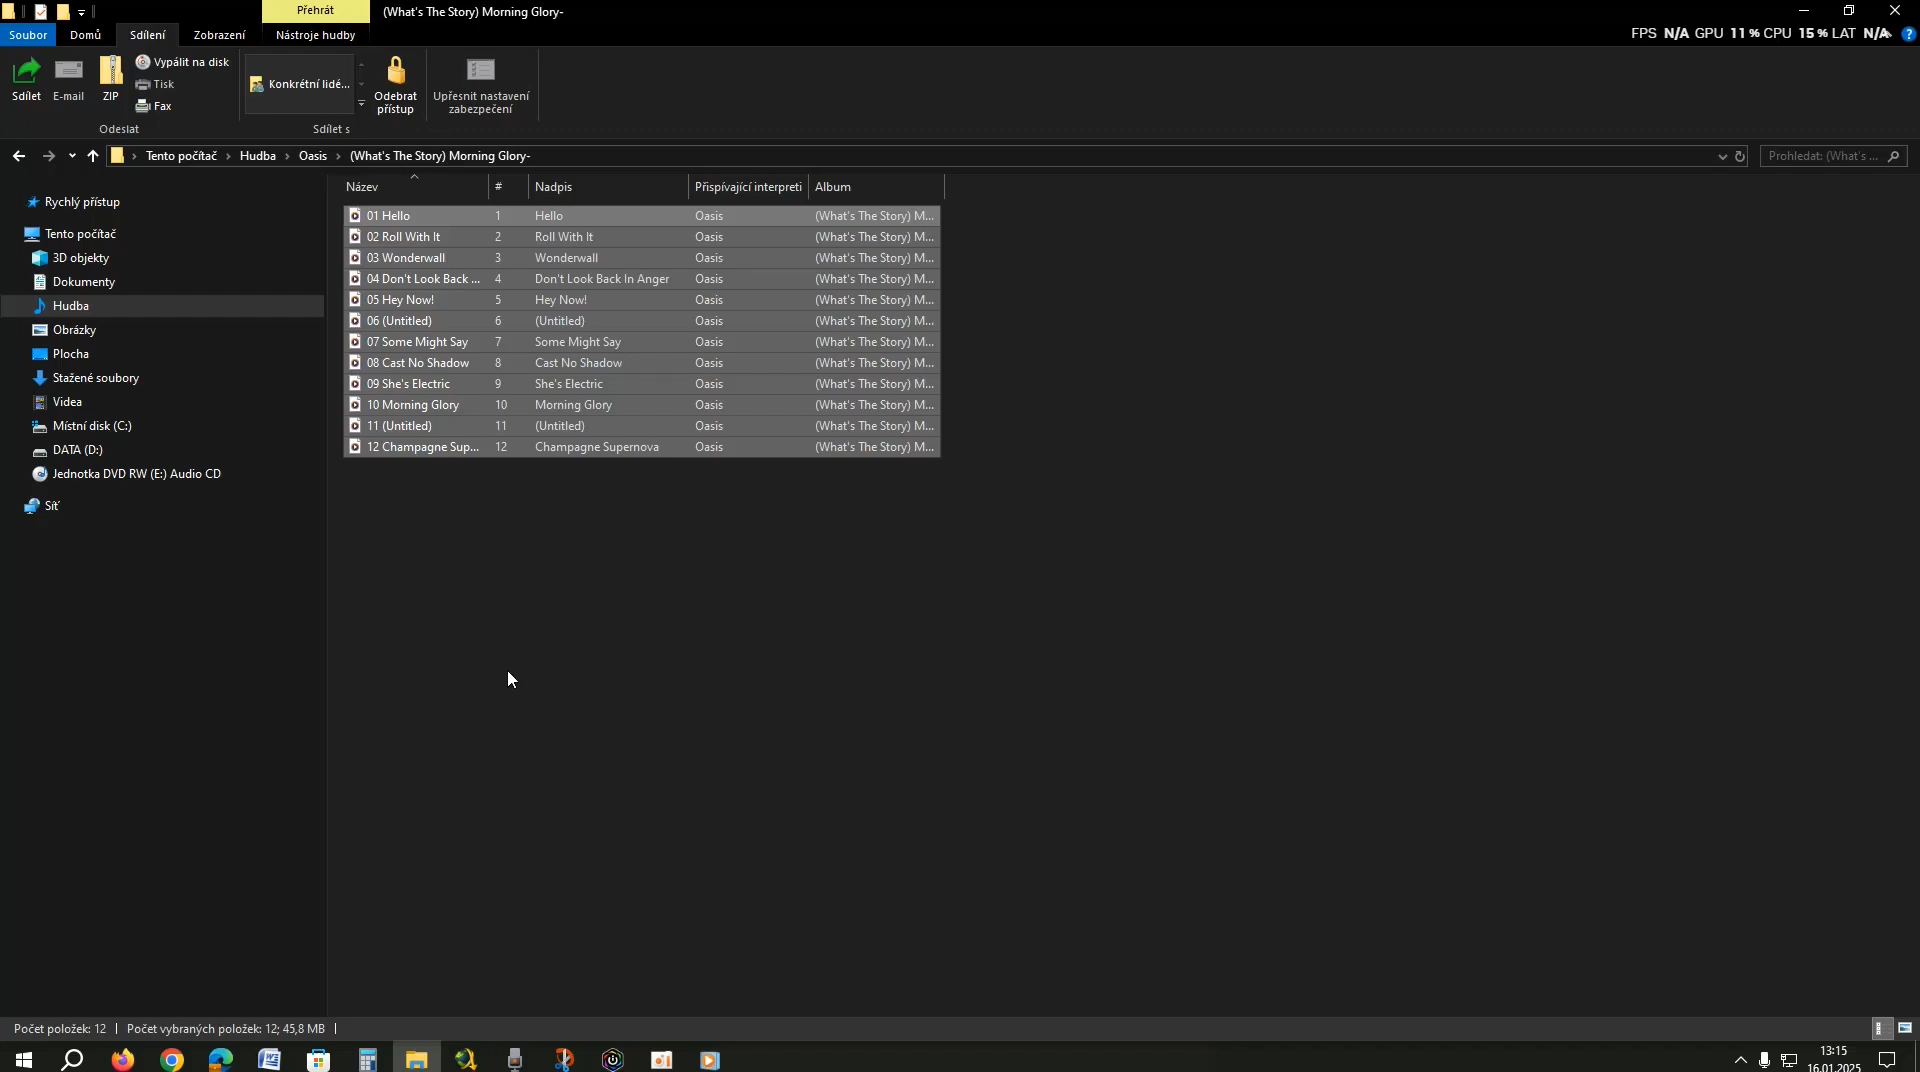 Přehrát
(What's The Story) Morning Glory-
Soubor
Domů
Sdílení
Zobrazení
Nástroje hudby
FPS N/A GPU 11 % CPU 15 % LAT N/A
Sdílet
E-mail
ZIP
Vypálit na disk
Tisk
Fax
Odeslat
Konkrétní lidé...
Sdílet s
Odebrat
přístup
Upřesnit nastavení
zabezpečení
Tento počítač › Hudba › Oasis › (What's The Story) Morning Glory-
Prohledat: (What's ...
Rychlý přístup
Tento počítač
3D objekty
Dokumenty
Hudba
Obrázky
Plocha
Stažené soubory
Videa
Místní disk (C:)
DATA (D:)
Jednotka DVD RW (E:) Audio CD
Síť
Název # Nadpis Přispívající interpreti Album
01 Hello 1 Hello Oasis (What's The Story) M...
02 Roll With It 2 Roll With It Oasis (What's The Story) M...
03 Wonderwall 3 Wonderwall Oasis (What's The Story) M...
04 Don't Look Back ... 4 Don't Look Back In Anger Oasis (What's The Story) M...
05 Hey Now! 5 Hey Now! Oasis (What's The Story) M...
06 (Untitled) 6 (Untitled) Oasis (What's The Story) M...
07 Some Might Say 7 Some Might Say Oasis (What's The Story) M...
08 Cast No Shadow 8 Cast No Shadow Oasis (What's The Story) M...
09 She's Electric 9 She's Electric Oasis (What's The Story) M...
10 Morning Glory 10 Morning Glory Oasis (What's The Story) M...
11 (Untitled) 11 (Untitled) Oasis (What's The Story) M...
12 Champagne Sup... 12 Champagne Supernova Oasis (What's The Story) M...
Počet položek: 12
Počet vybraných položek: 12; 45,8 MB
13:15
16.01.2025